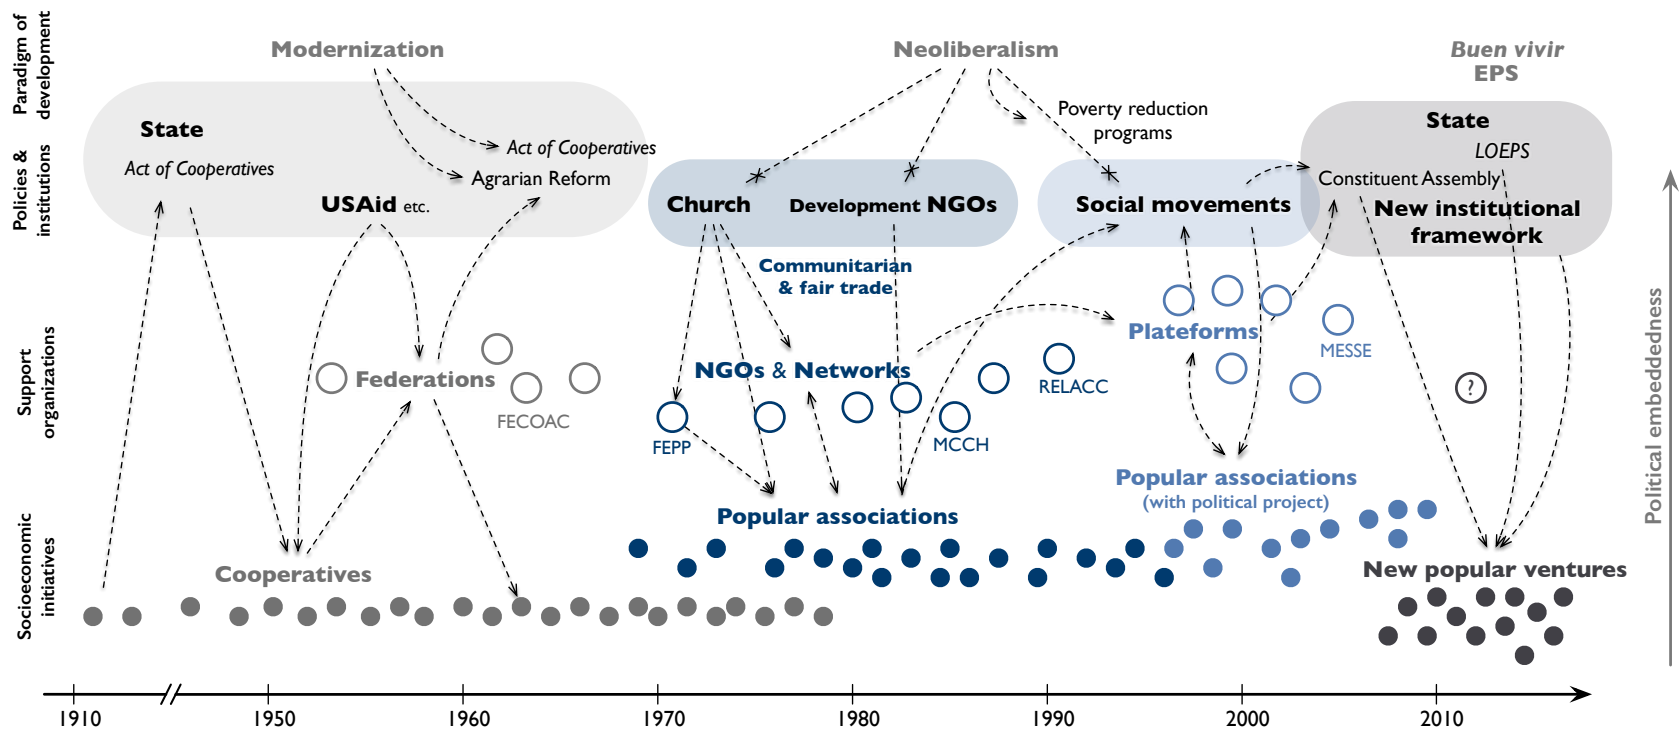 Paradigm of
development
Modernization
Neoliberalism
Buen vivir
EPS
Policies &
institutions
State
Act of Cooperatives
USAid etc.
Act of Cooperatives
Agrarian Reform
Church
Development NGOs
Poverty reduction
programs
Social movements
State
LOEPS
Constituent Assembly
New institutional
framework
Communitarian
& fair trade
Support
organizations
Federations
FECOAC
NGOs & Networks
FEPP
MCCH
RELACC
Plateforms
MESSE
?
Socioeconomic
initiatives
Cooperatives
Popular associations
Popular associations
(with political project)
New popular ventures
Political embeddedness
1910
1950
1960
1970
1980
1990
2000
2010